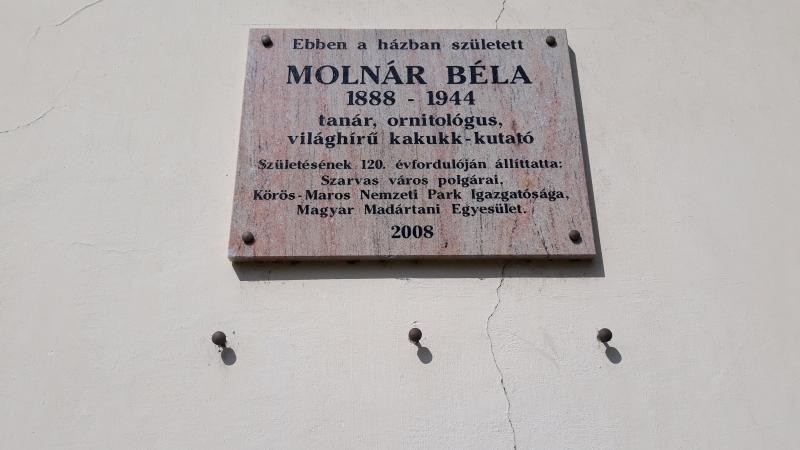 Ebben a házban született
MOLNÁR BÉLA
1888 - 1944
tanár, ornitológus,
világhírű kakukk-kutató
Születésének 120. évfordulóján állíttatta:
Szarvas város polgárai,
Körös-Maros Nemzeti Park Igazgatósága,
Magyar Madártani Egyesület.
2008